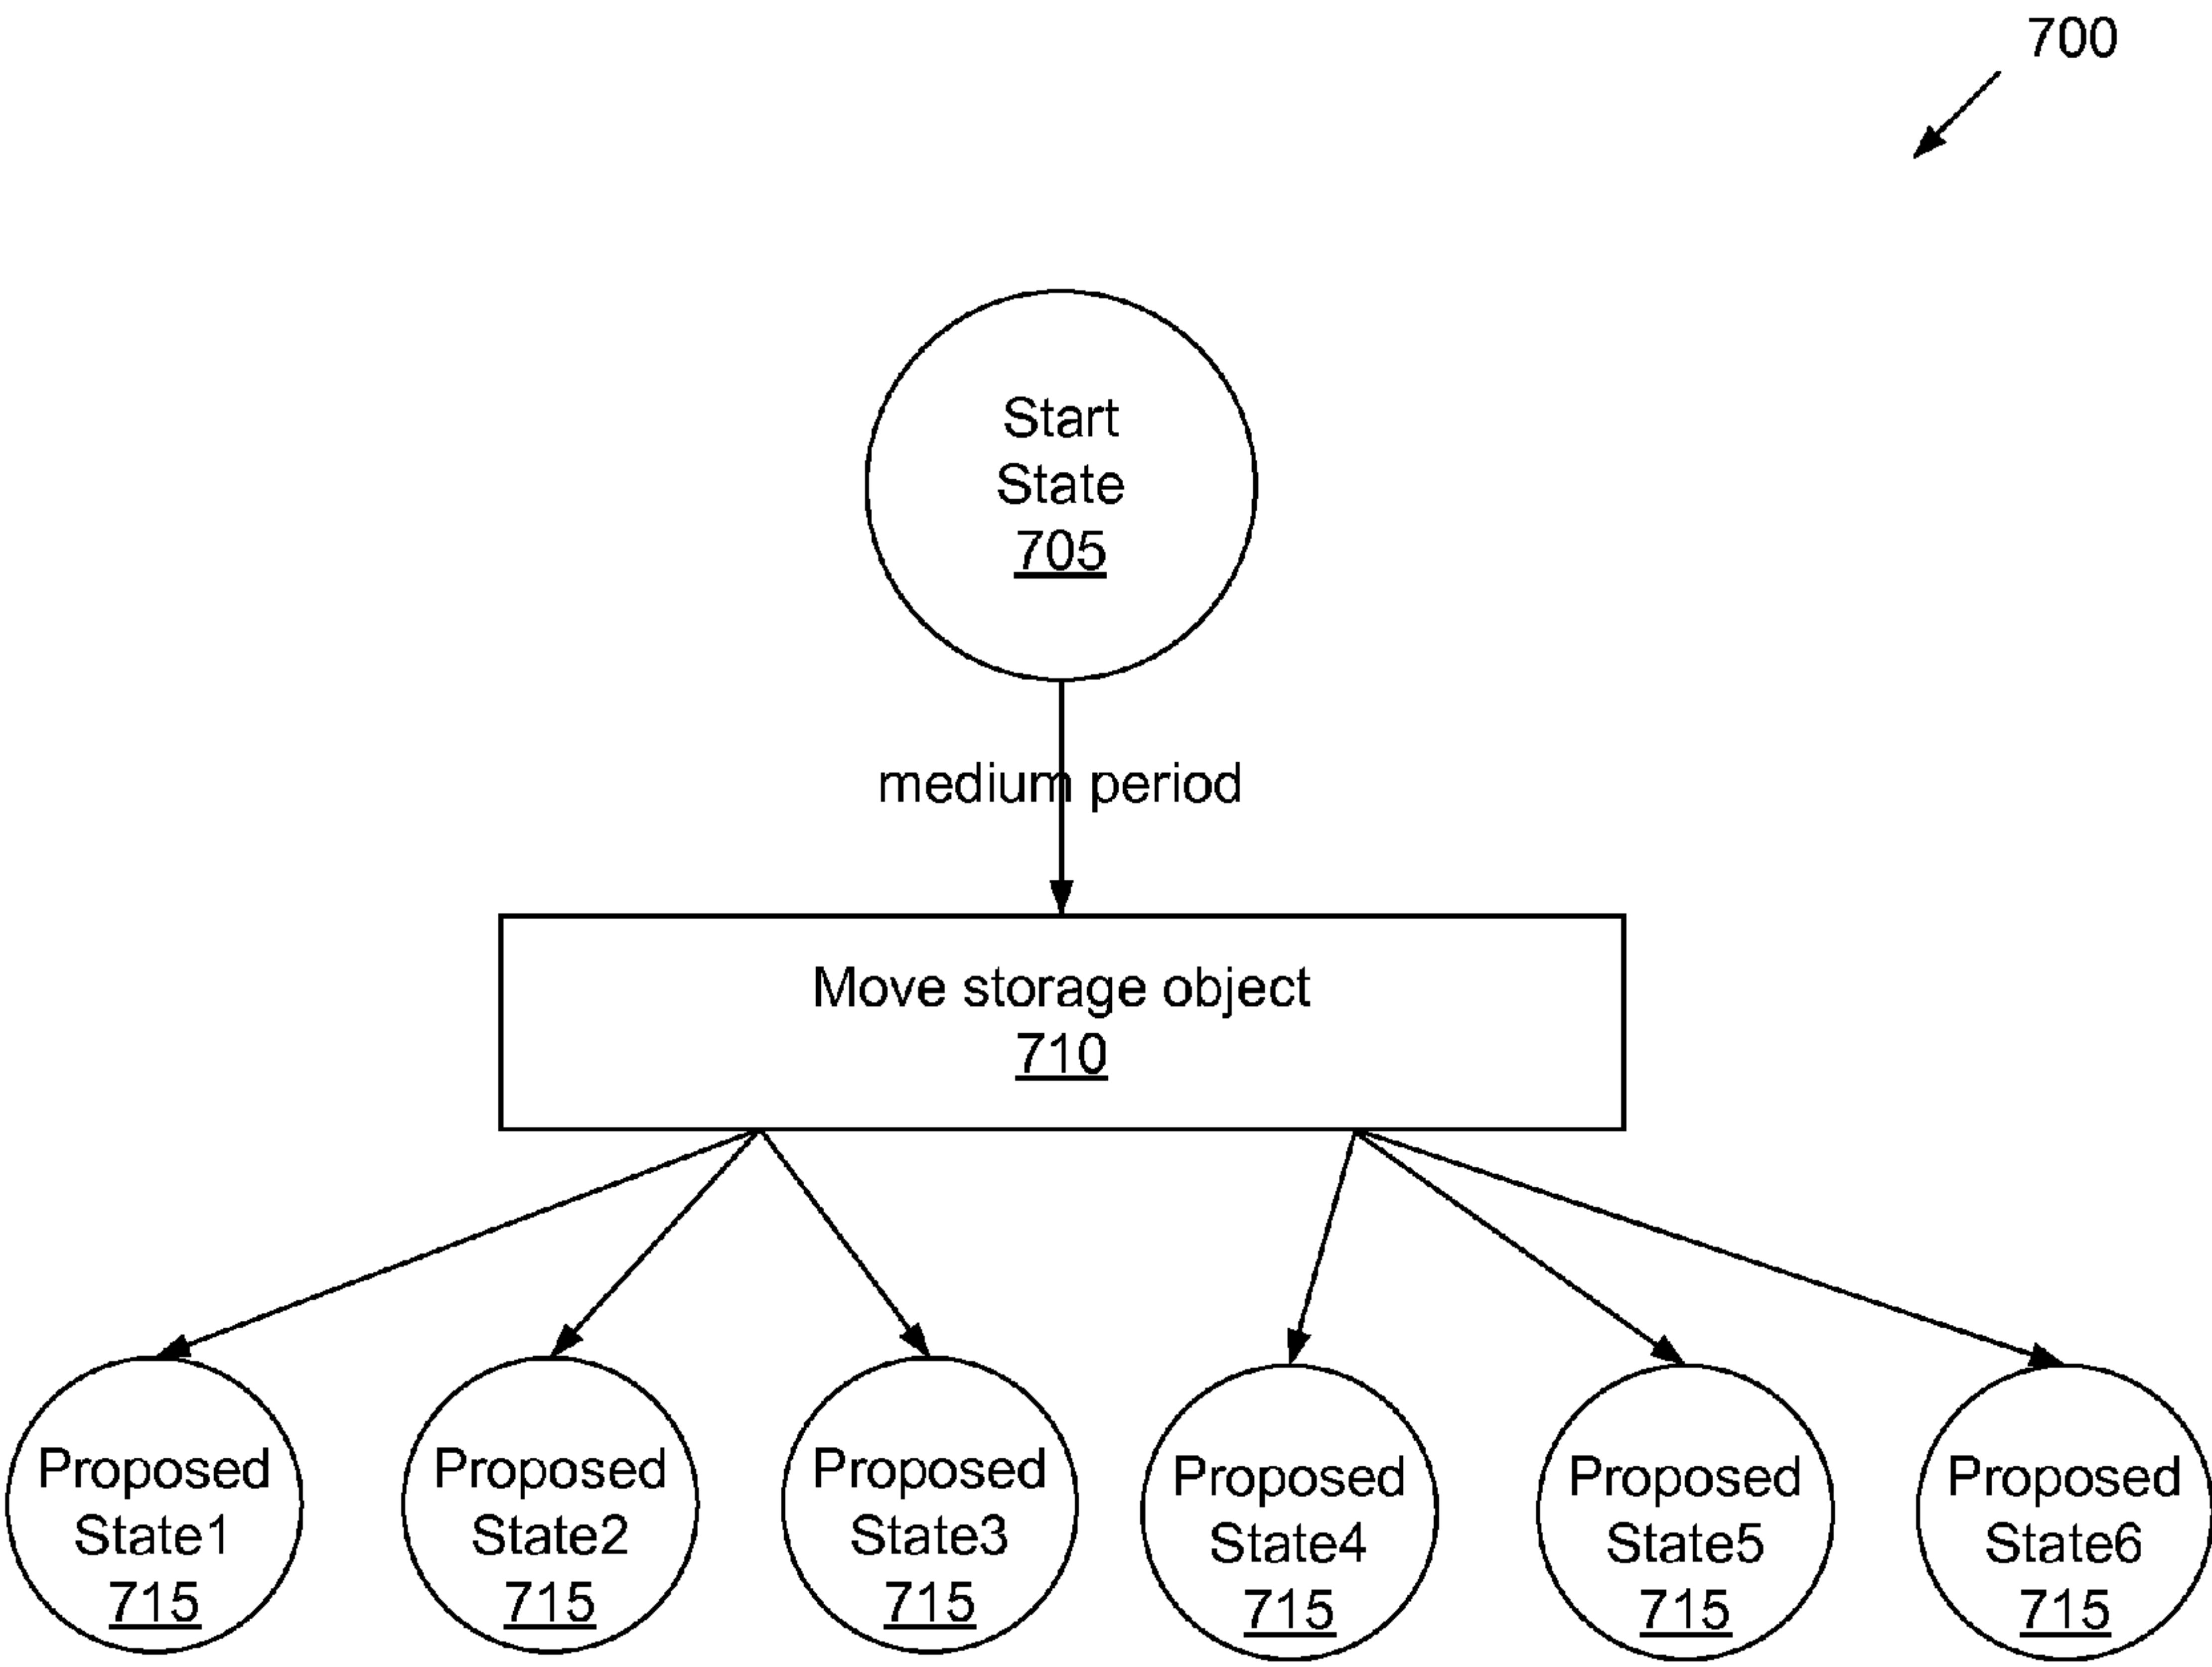 700
Start
State
705
medium period
Move storage object
710
Proposed
State1
715
Proposed
State2
715
Proposed
State3
715
Proposed
State4
715
Proposed
State5
715
Proposed
State6
715